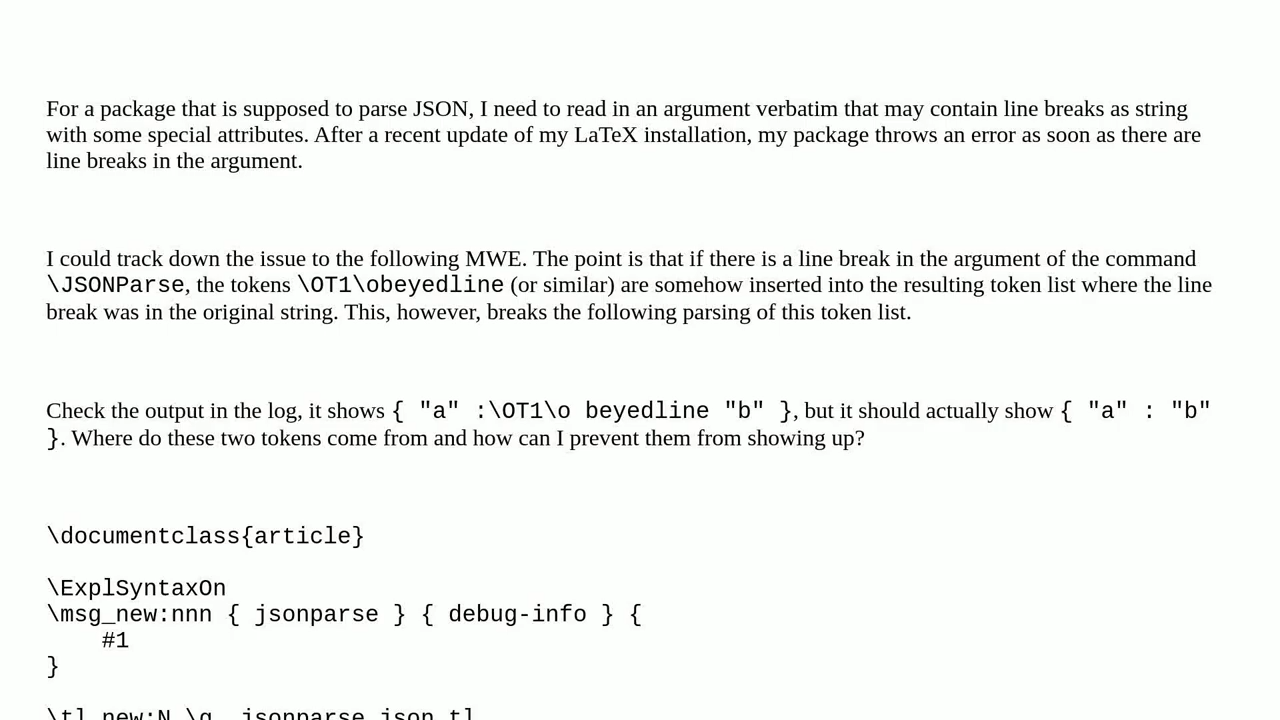 For a package that is supposed to parse JSON, I need to read in an argument verbatim that may contain line breaks as string
with some special attributes. After a recent update of my LaTeX installation, my package throws an error as soon as there are
line breaks in the argument.
I could track down the issue to the following MWE. The point is that if there is a line break in the argument of the command
\JSONParse, the tokens \OT1\obeyedline (or similar) are somehow inserted into the resulting token list where the line
break was in the original string. This, however, breaks the following parsing of this token list.
Check the output in the log, it shows { "a" :\OT1\o beyedline "b" }, but it should actually show { "a" : "b"
}. Where do these two tokens come from and how can I prevent them from showing up?
\documentclass{article}
\ExplSyntaxOn
\msg_new:nnn { jsonparse } { debug-info } {
    #1
}
\tl_new:N \g__jsonparse_json_tl